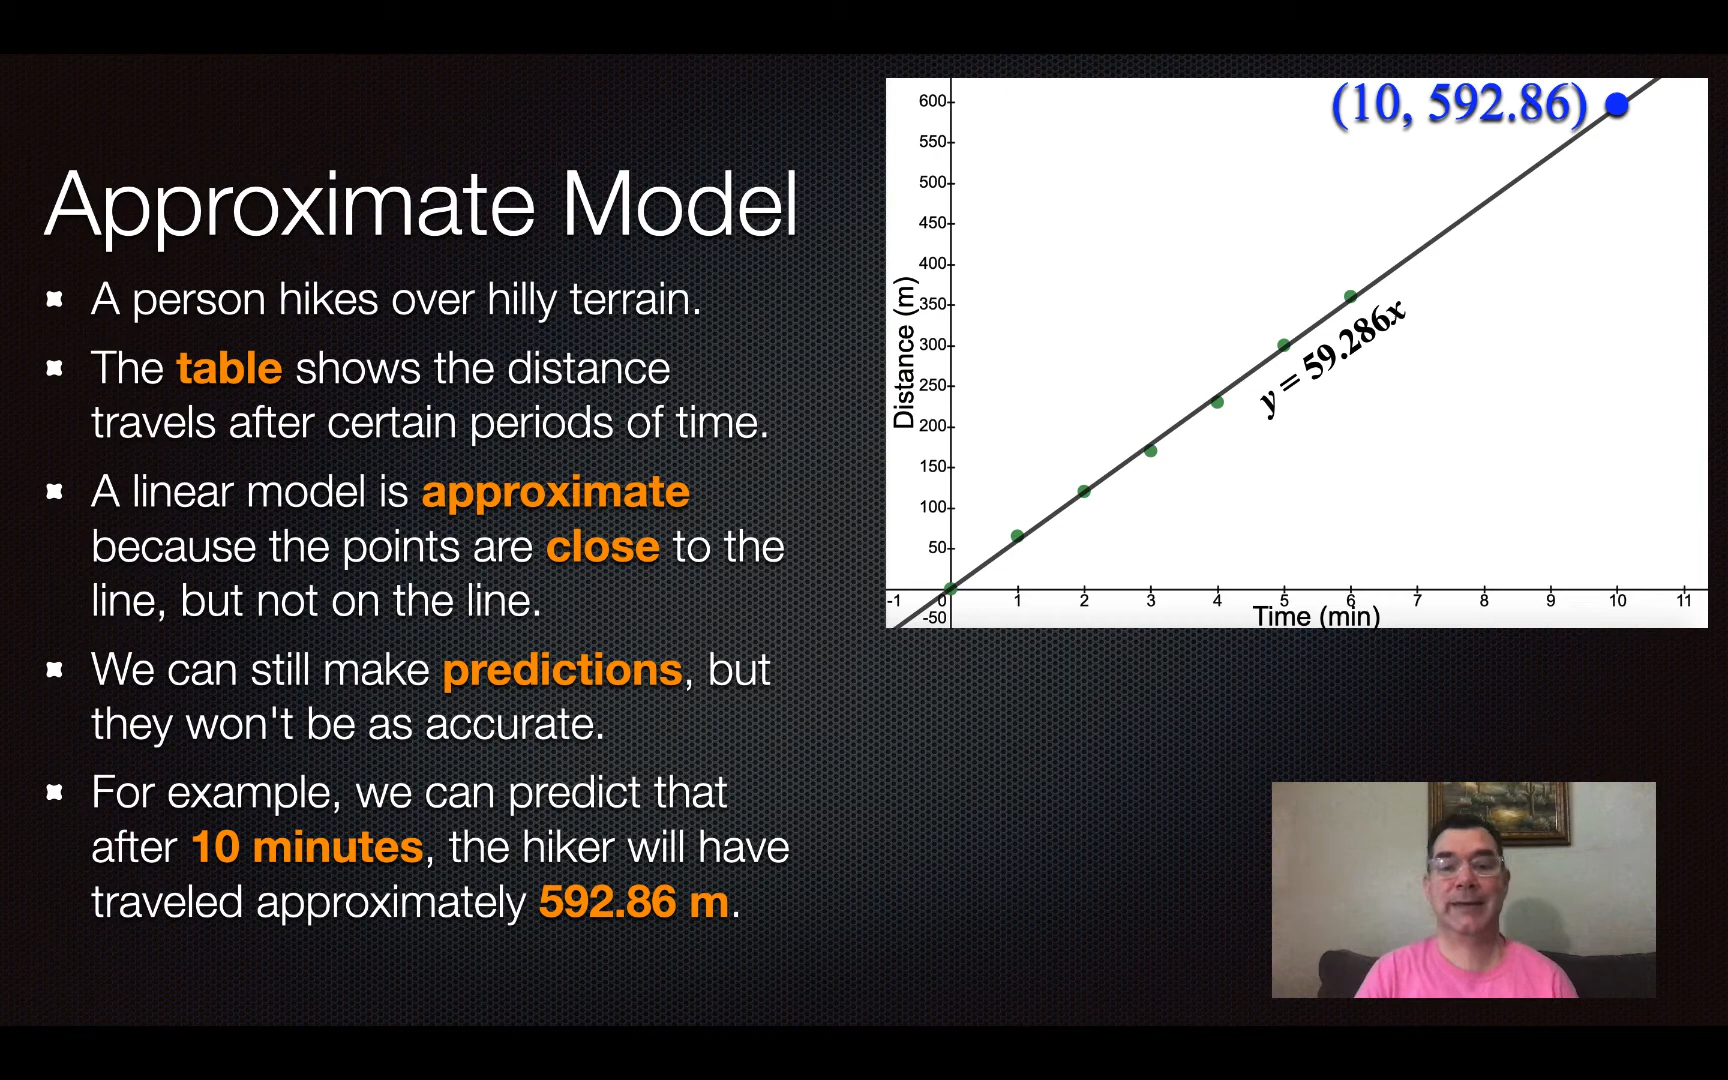 Approximate Model
A person hikes over hilly terrain.
The table shows the distance
travels after certain periods of time.
A linear model is approximate
because the points are close to the
line, but not on the line.
We can still make predictions, but
they won't be as accurate.
For example, we can predict that
after 10 minutes, the hiker will have
traveled approximately 592.86 m.
(10, 592.86)
600
550
500
450
400
350
300
250
200
150
100
50
-50
Distance (m)
y = 59.286x
-1 0 1 2 3 4 5 6 7 8 9 10 11
Time (min)